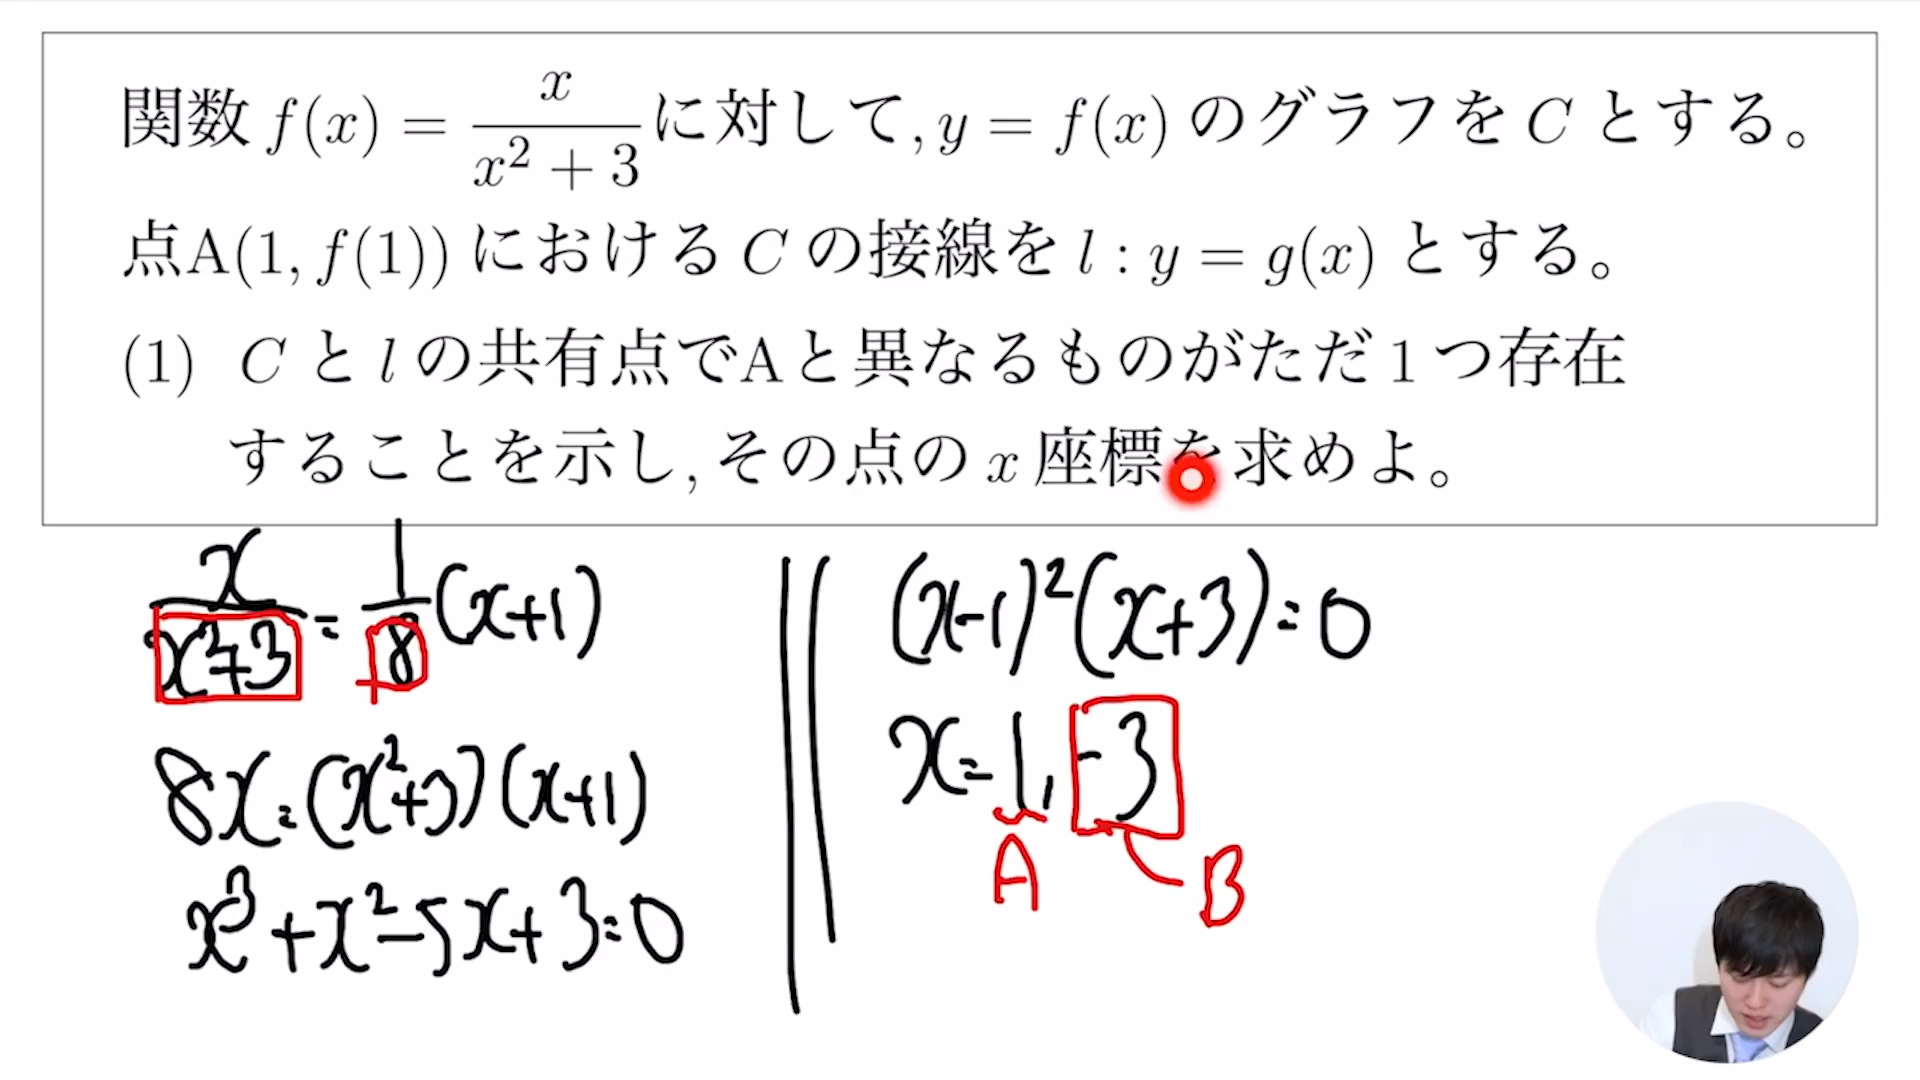 関数 f(x) = x/(x² + 3) に対して, y = f(x) のグラフを C とする。
点A(1, f(1)) における C の接線を l : y = g(x) とする。
(1) C と l の共有点でAと異なるものがただ 1 つ存在
することを示し, その点の x 座標を求めよ。
x/(x²+3) = 1/8 (x+1)
8x = (x²+3)(x+1)
x³+x²-5x+3=0
(x-1)²(x+3)=0
x=1, -3
A
B